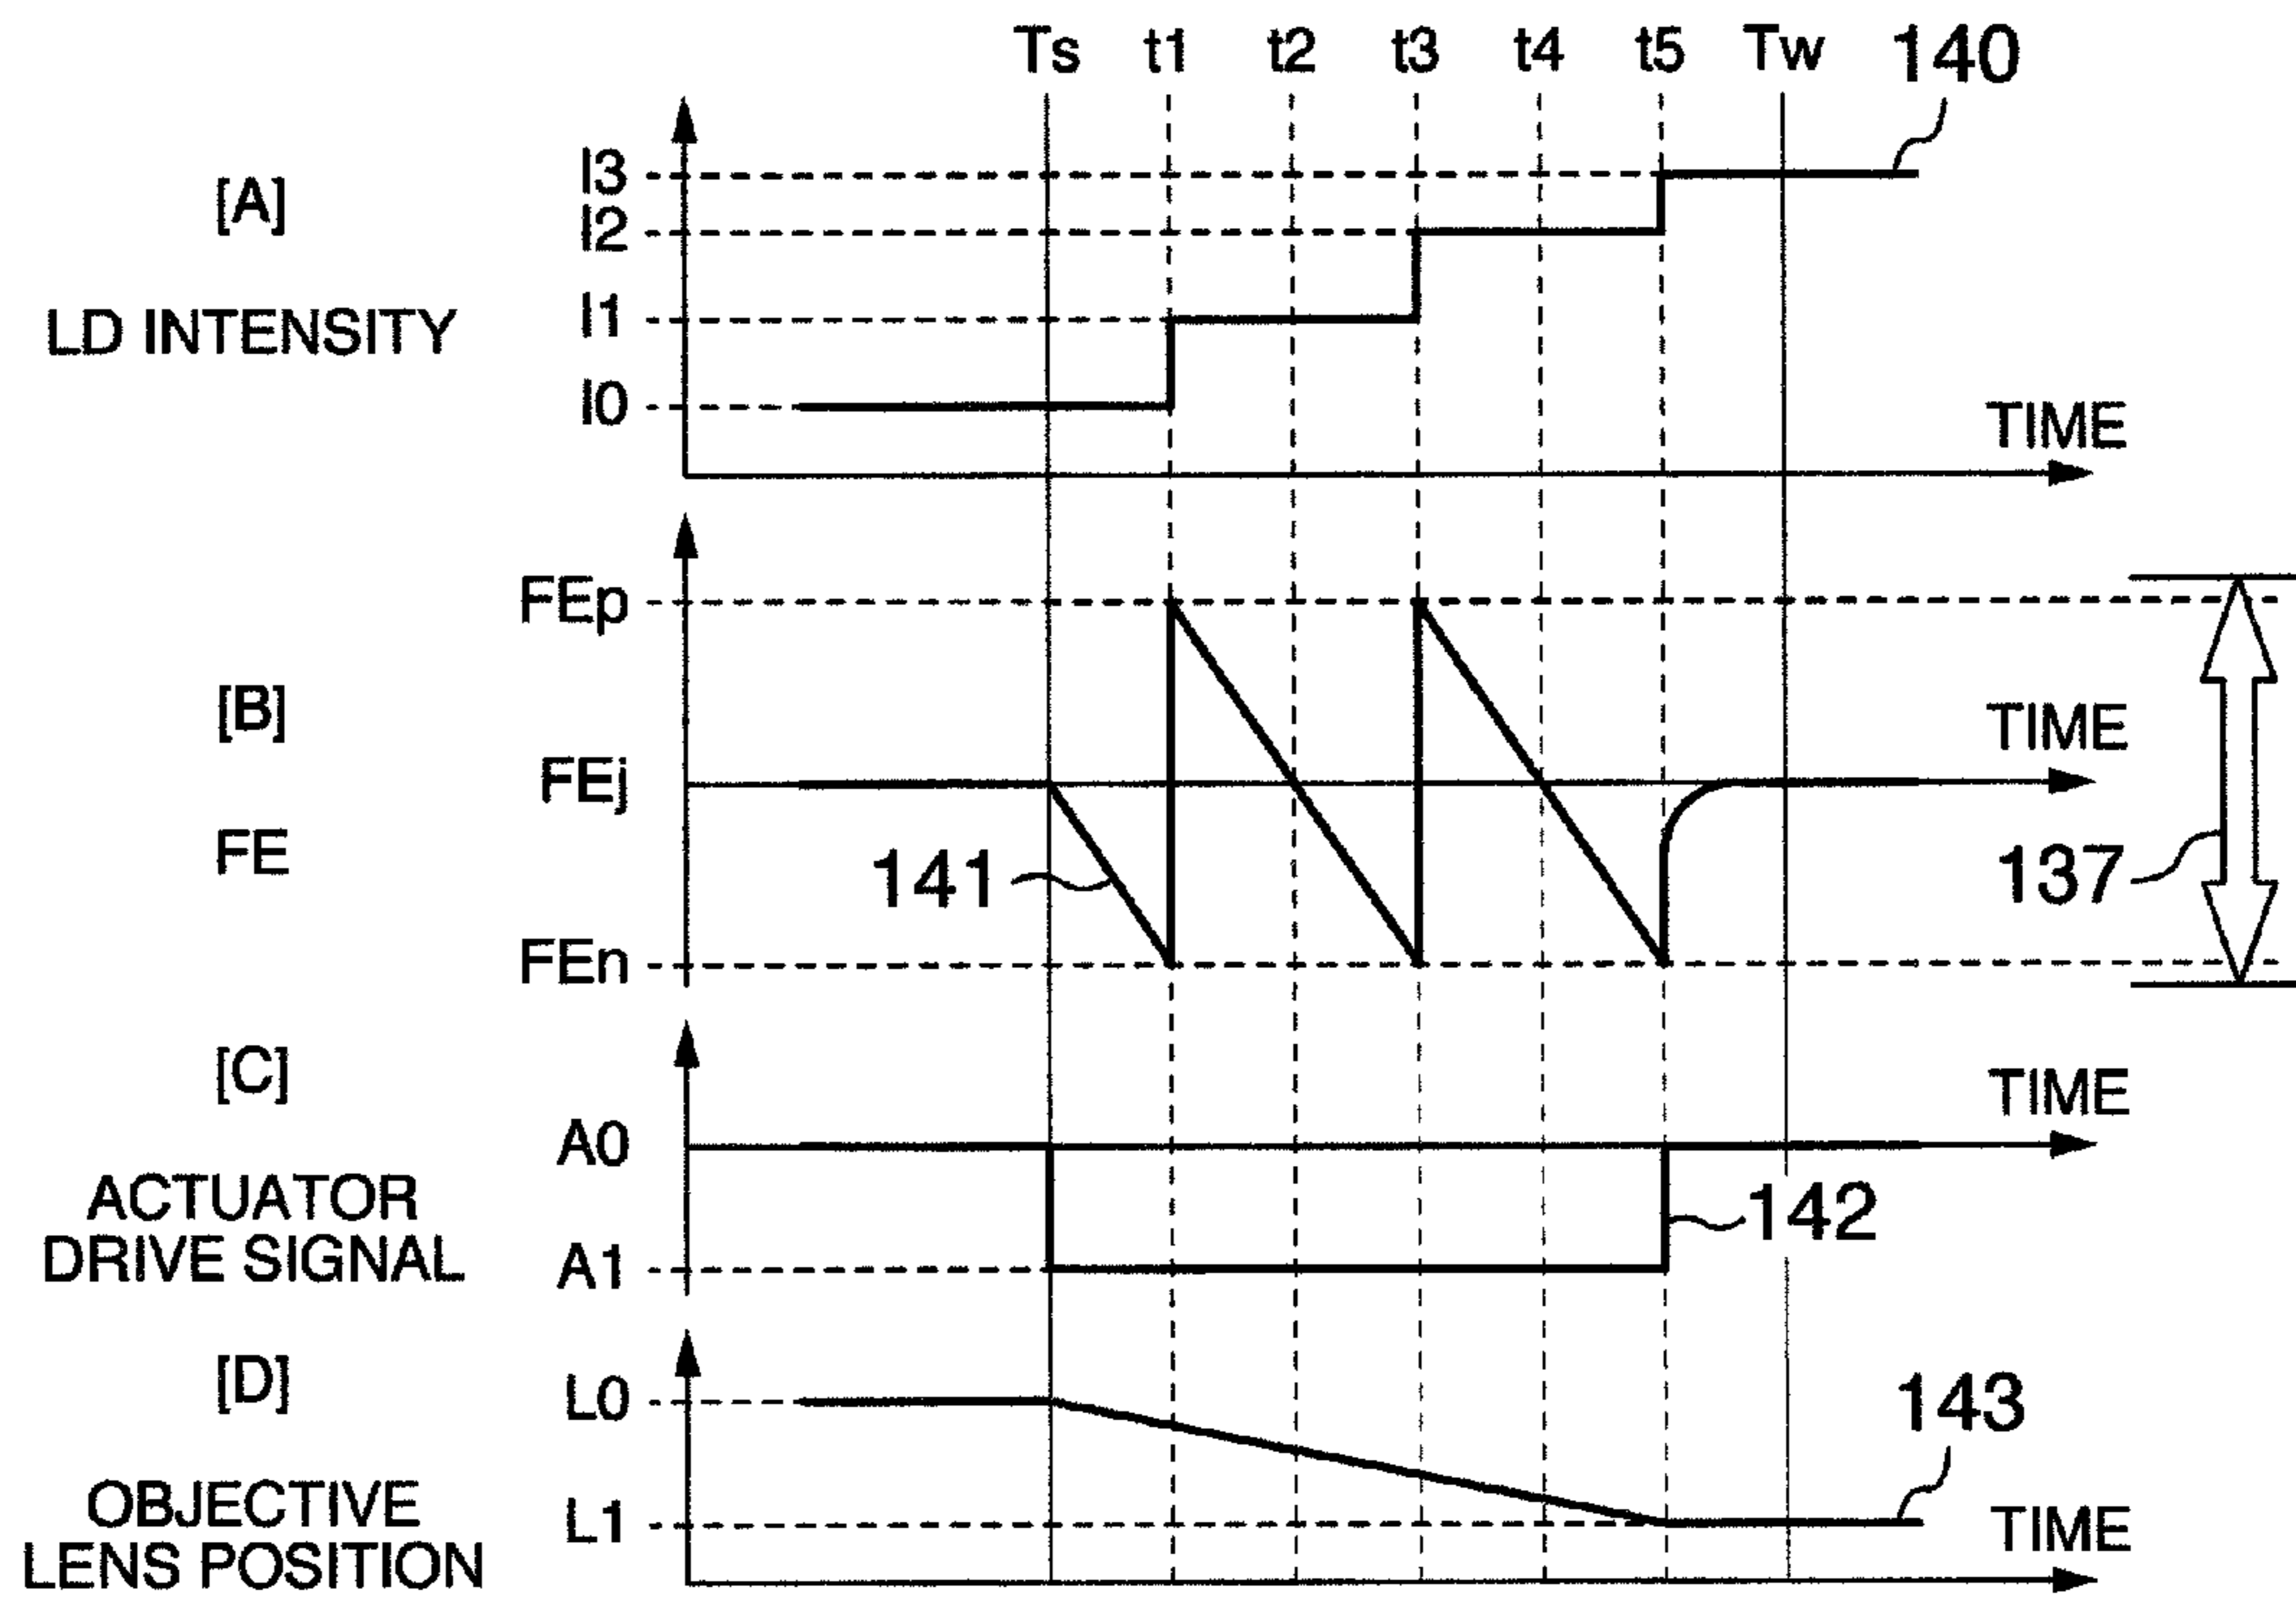 Ts t1 t2 t3 t4 t5 Tw 140
[A]
LD INTENSITY
I3
I2
I1
I0
TIME
[B]
FE
FEp
FEj
FEn
TIME
141
137
[C]
ACTUATOR
DRIVE SIGNAL
A0
A1
TIME
142
[D]
OBJECTIVE
LENS POSITION
L0
L1
143
TIME